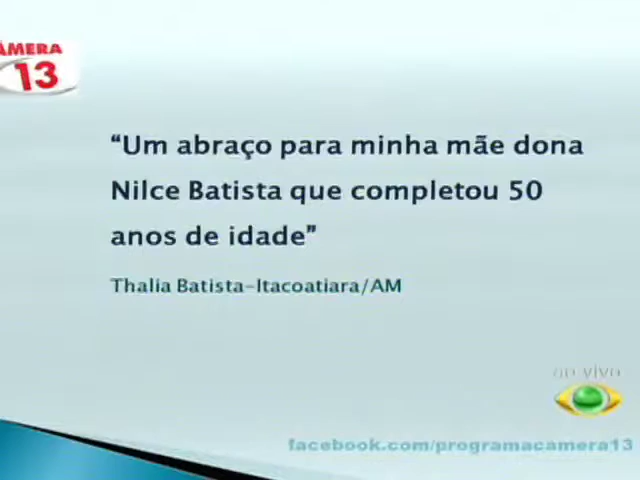 CÂMERA
13
“Um abraço para minha mãe dona
Nilce Batista que completou 50
anos de idade”
Thalia Batista-Itacoatiara/AM
ao vivo
facebook.com/programacamera13